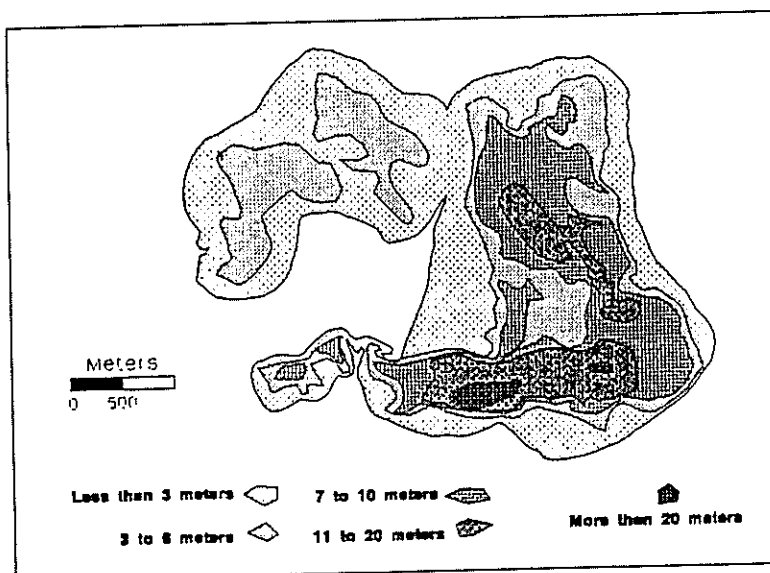 Meters
0 500
Less than 3 meters
7 to 10 meters
3 to 6 meters
11 to 20 meters
More than 20 meters